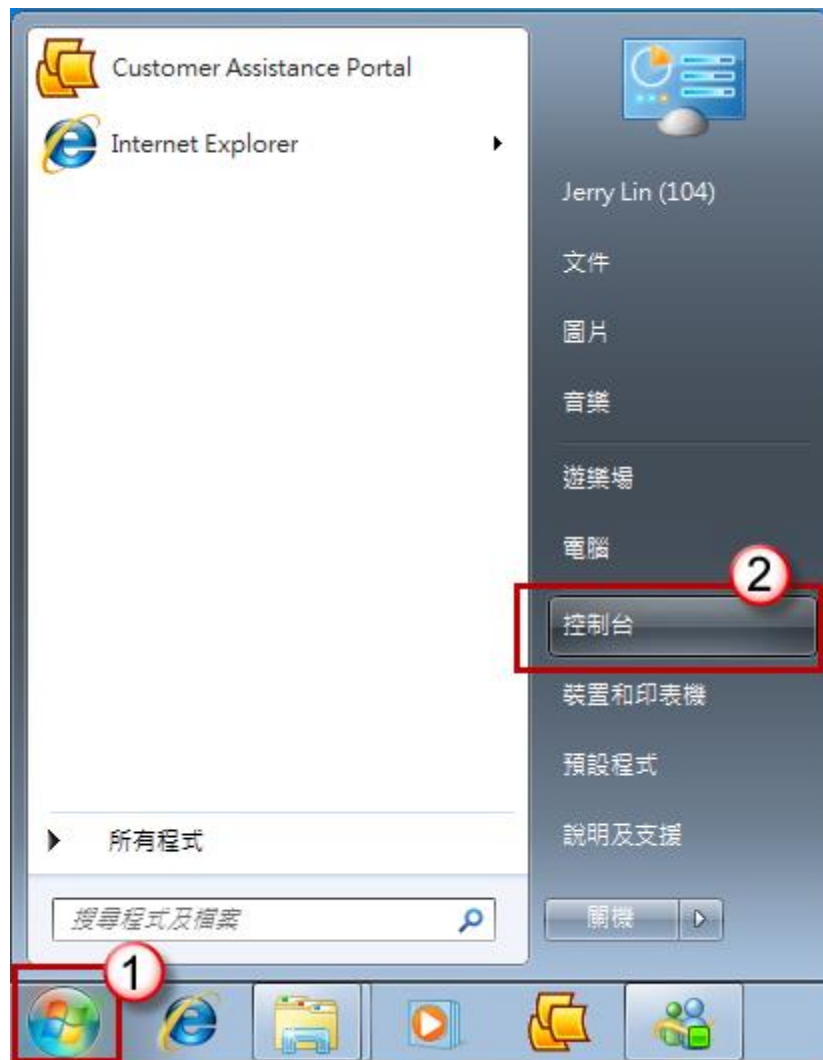 Customer Assistance Portal
Internet Explorer
所有程式
搜尋程式及檔案
Jerry Lin (104)
文件
圖片
音樂
遊樂場
電腦
2
控制台
裝置和印表機
預設程式
說明及支援
關機
1